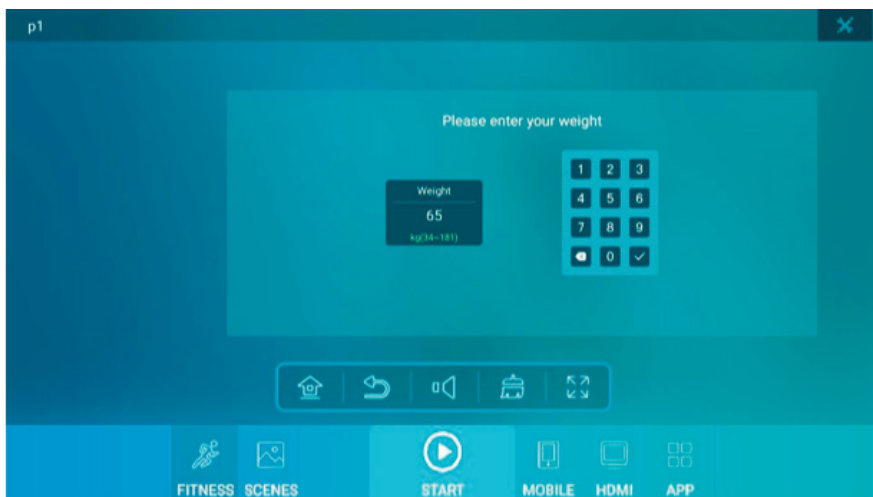 p1
Please enter your weight
Weight
65
kg(34~181)
1 2 3
4 5 6
7 8 9
0
FITNESS SCENES START MOBILE HDMI APP